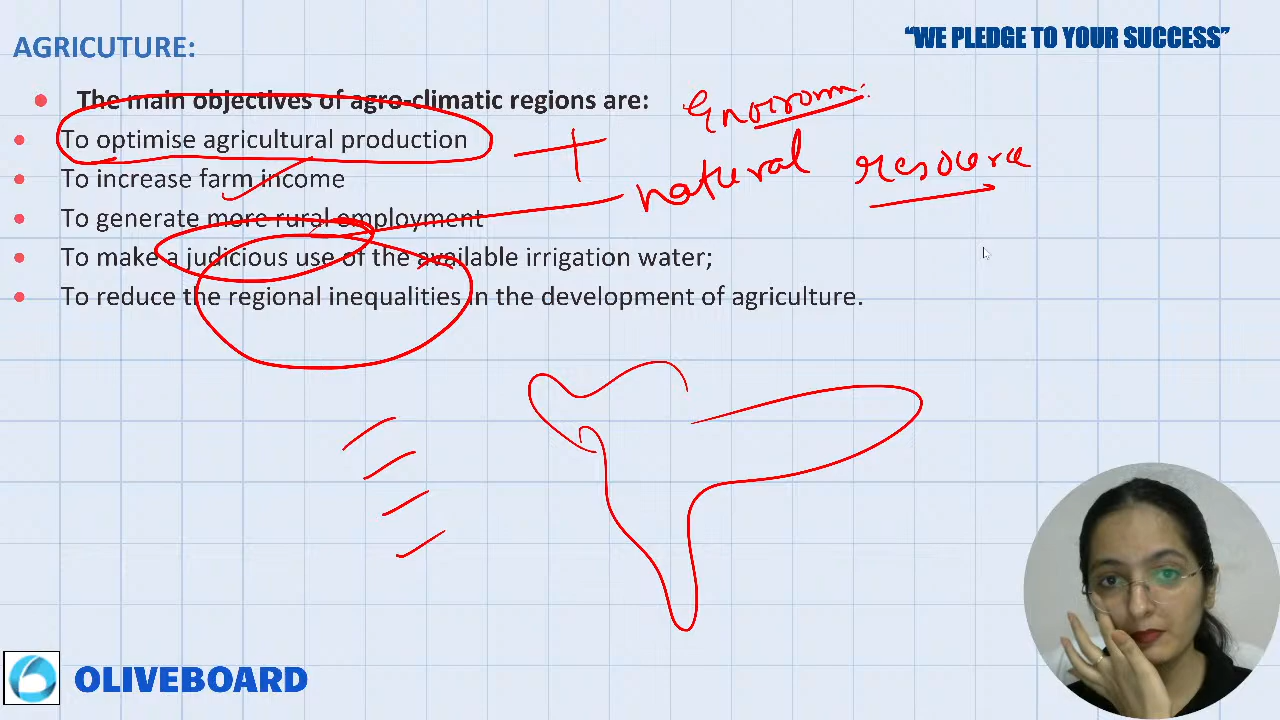 AGRICUTURE:
“WE PLEDGE TO YOUR SUCCESS”
The main objectives of agro-climatic regions are:
To optimise agricultural production
To increase farm income
To generate more rural employment
To make a judicious use of the available irrigation water;
To reduce the regional inequalities in the development of agriculture.
+
natural resource
OLIVEBOARD